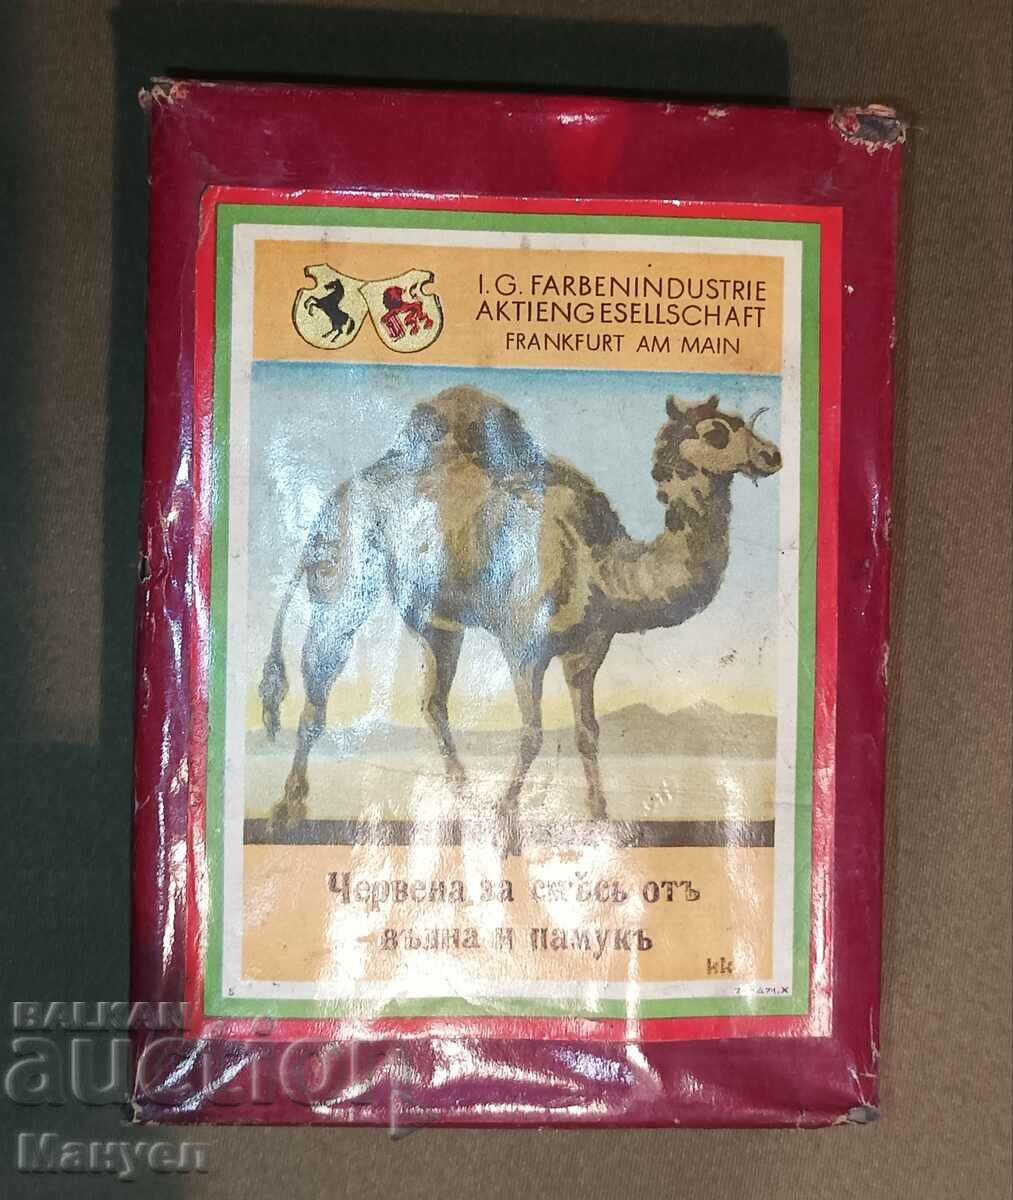 I.G. FARBENINDUSTRIE
AKTIENGESELLSCHAFT
FRANKFURT AM MAIN
Червена за смѣсь отъ
вълна и памукъ
kk
BALKAN
auction
Мануел